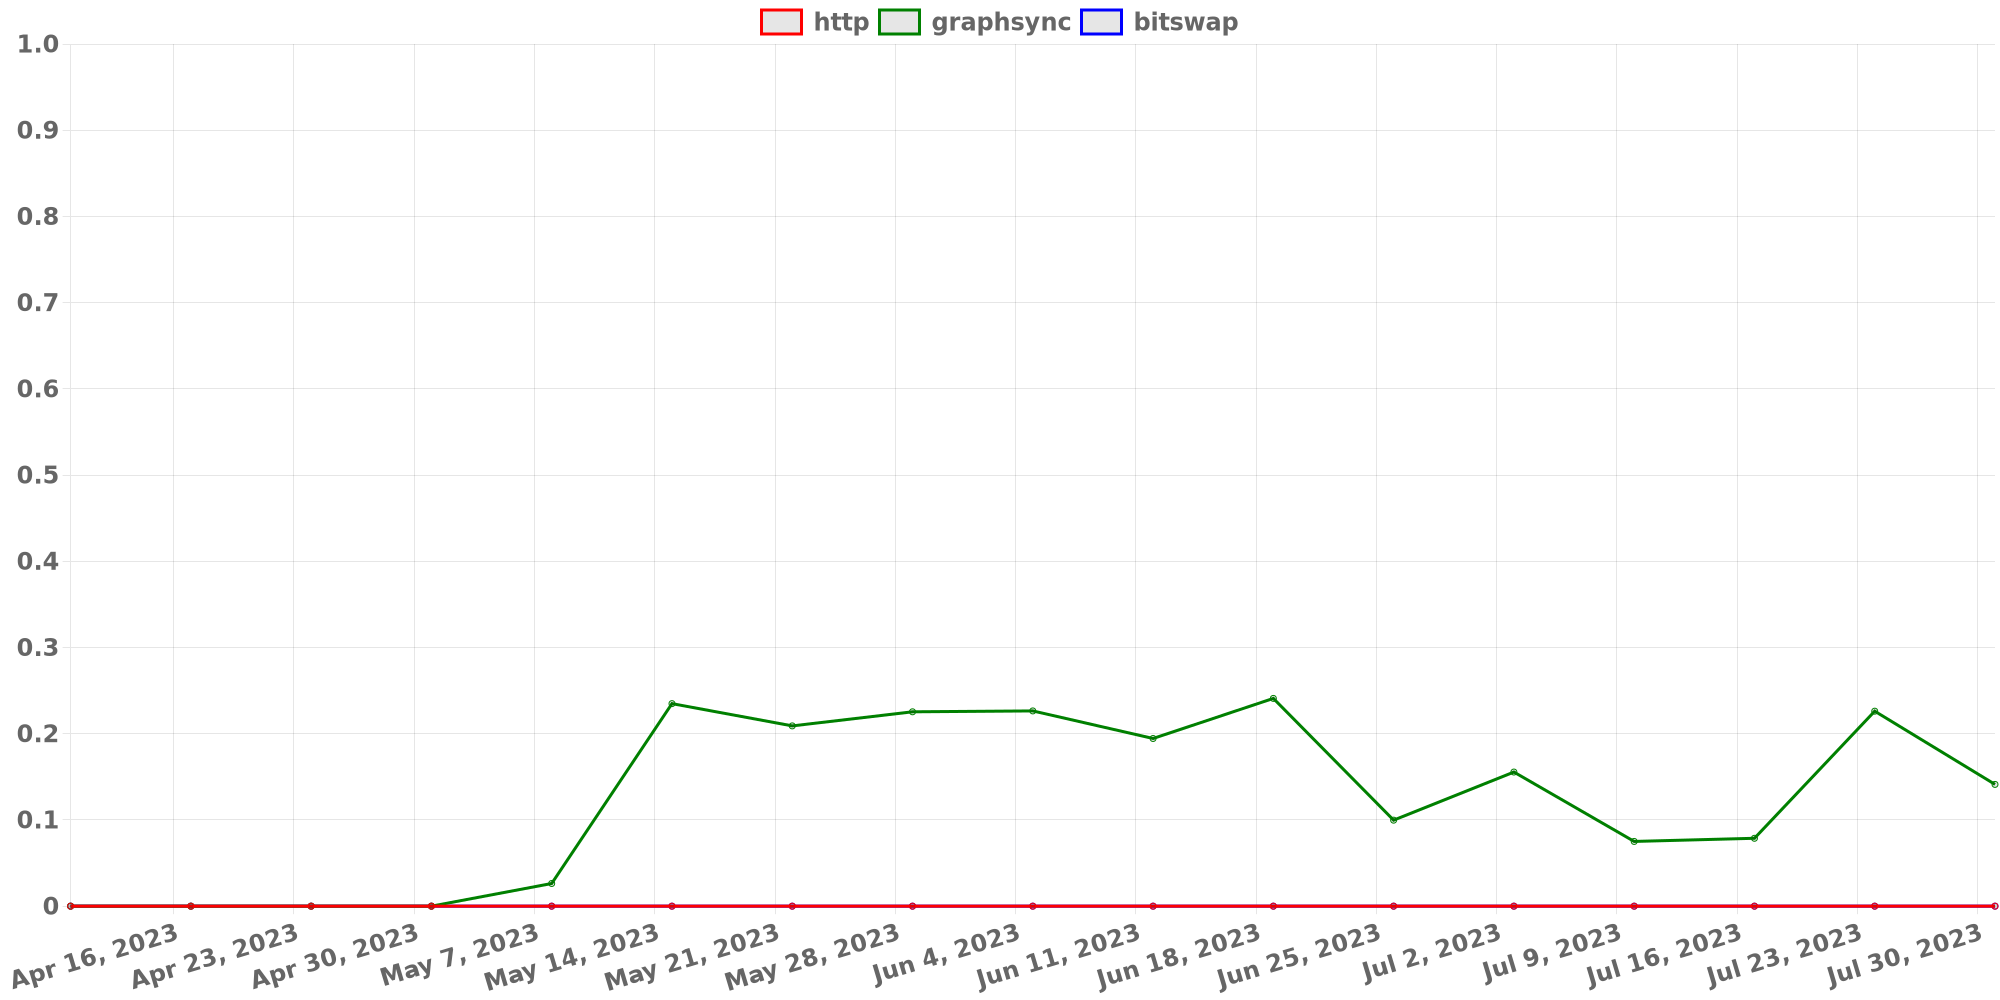 http graphsync bitswap
1.0
0.9
0.8
0.7
0.6
0.5
0.4
0.3
0.2
0.1
0
Apr 16, 2023
Apr 23, 2023
Apr 30, 2023
May 7, 2023
May 14, 2023
May 21, 2023
May 28, 2023
Jun 4, 2023
Jun 11, 2023
Jun 18, 2023
Jun 25, 2023
Jul 2, 2023
Jul 9, 2023
Jul 16, 2023
Jul 23, 2023
Jul 30, 2023